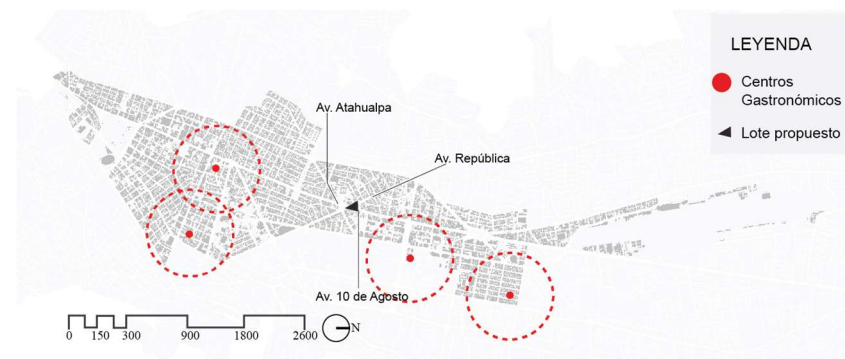 LEYENDA
Centros
Gastronómicos
Lote propuesto
Av. Atahualpa
Av. República
Av. 10 de Agosto
0 150 300 900 1800 2600
N